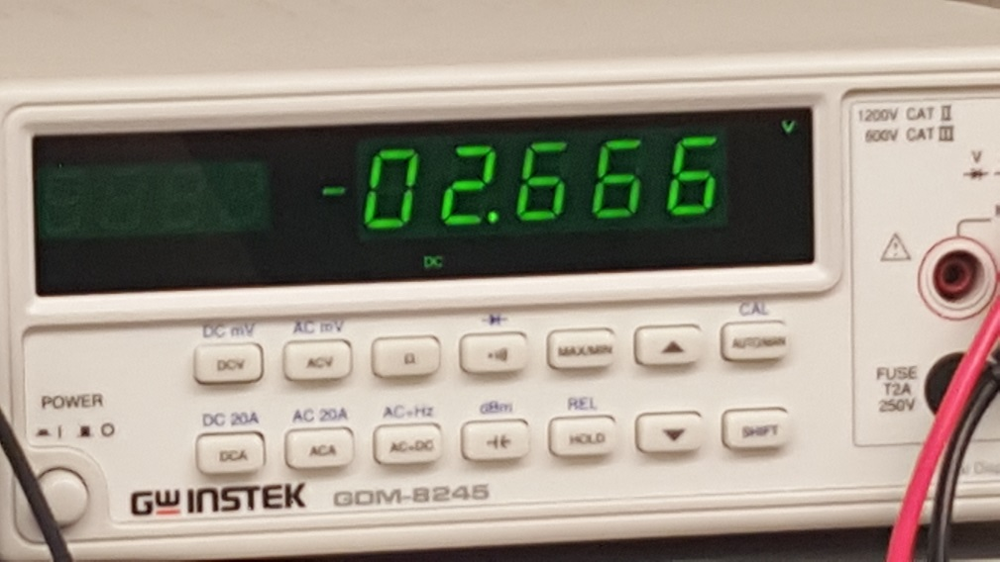 1200V CAT II
600V CAT III
V
-02.666
V
DC
DC mV
AC mV
CAL
DCV
ACV
Ω
MAX/MIN
AUTO/MAN
POWER
I
O
DC 20A
AC 20A
AC+Hz
dBm
REL
DCA
ACA
AC+DC
HOLD
SHIFT
FUSE
T2A
250V
GW INSTEK GDM-8245